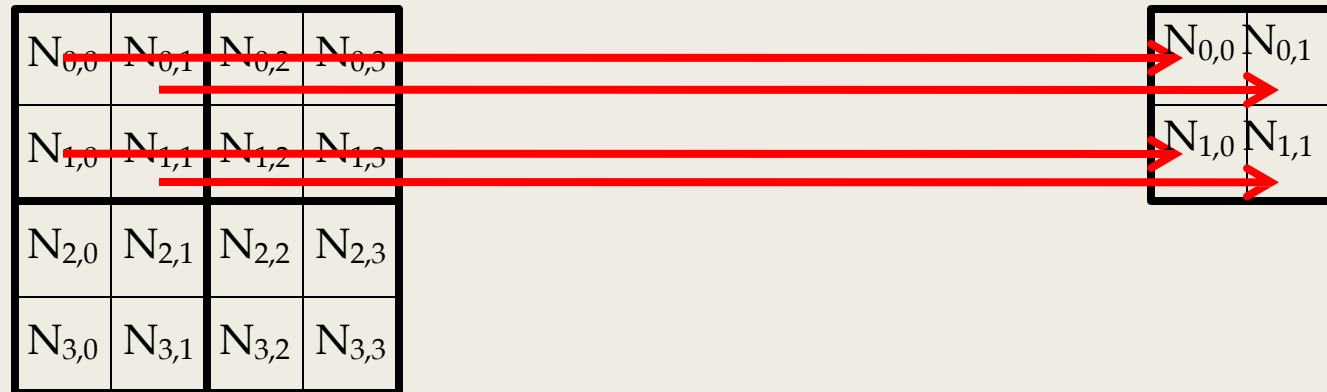 N0,0 N0,1 N0,2 N0,3 N0,0 N0,1
N1,0 N1,1 N1,2 N1,3 N1,0 N1,1
N2,0 N2,1 N2,2 N2,3
N3,0 N3,1 N3,2 N3,3